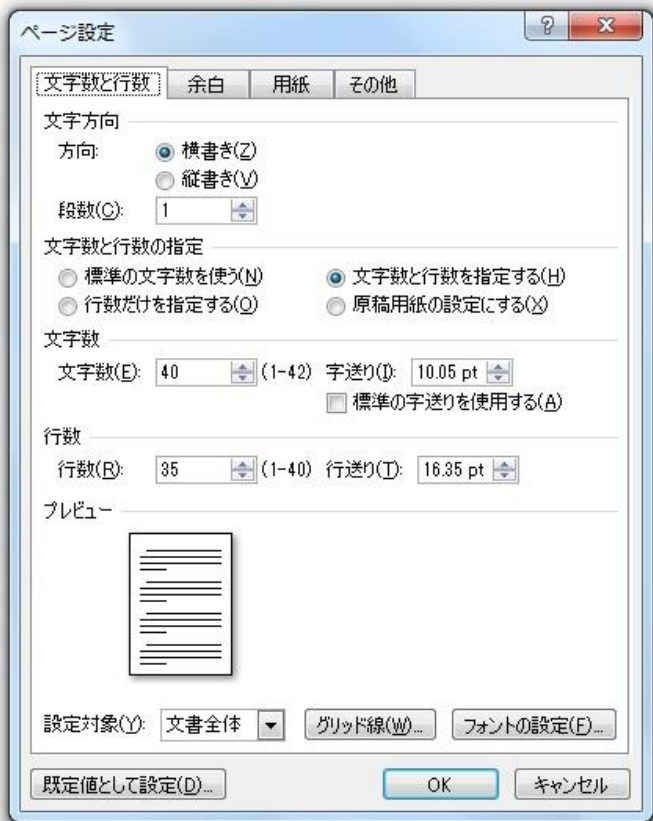 ページ設定
文字数と行数 余白 用紙 その他
文字方向
方向: 横書き(Z)
縦書き(V)
段数(C): 1
文字数と行数の指定
標準の文字数を使う(N) 文字数と行数を指定する(H)
行数だけを指定する(O) 原稿用紙の設定にする(X)
文字数
文字数(E): 40 (1-42) 字送り(I): 10.05 pt
標準の字送りを使用する(A)
行数
行数(R): 35 (1-40) 行送り(T): 16.35 pt
プレビュー
設定対象(Y): 文書全体 グリッド線(W)... フォントの設定(F)...
既定値として設定(D)... OK キャンセル